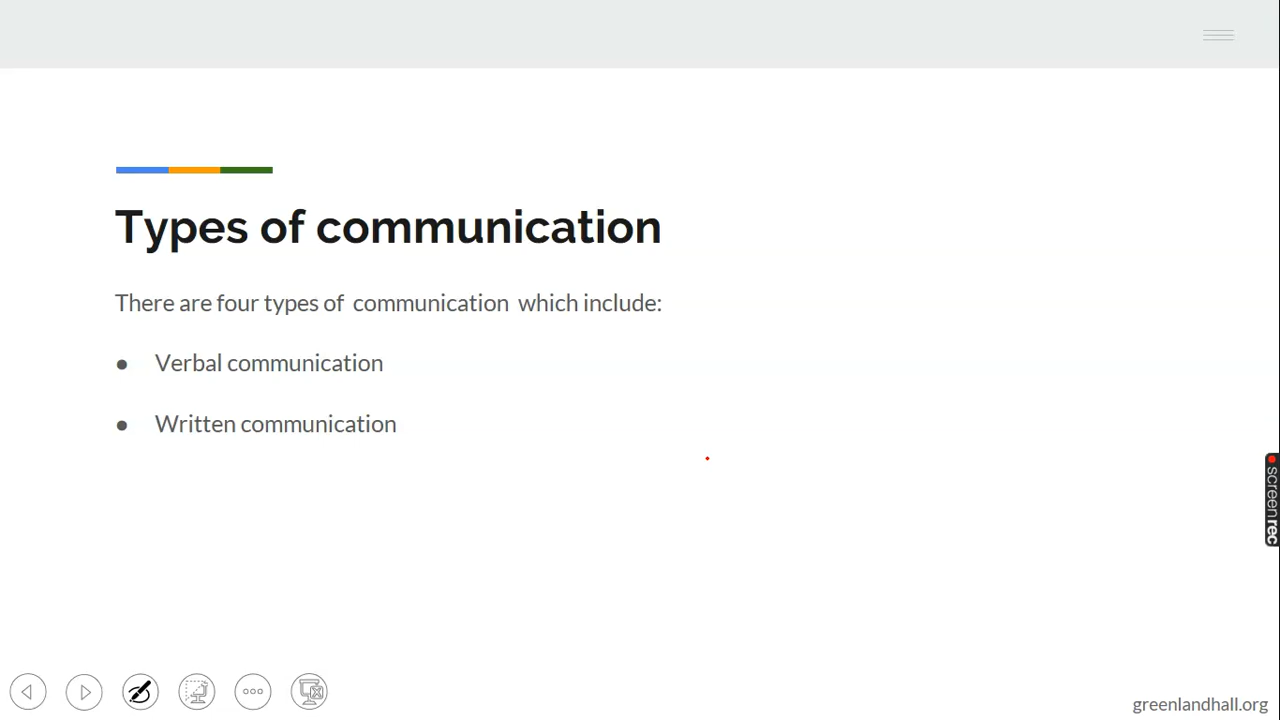 Types of communication
There are four types of communication which include:
● Verbal communication
● Written communication
screenrec
greenlandhall.org